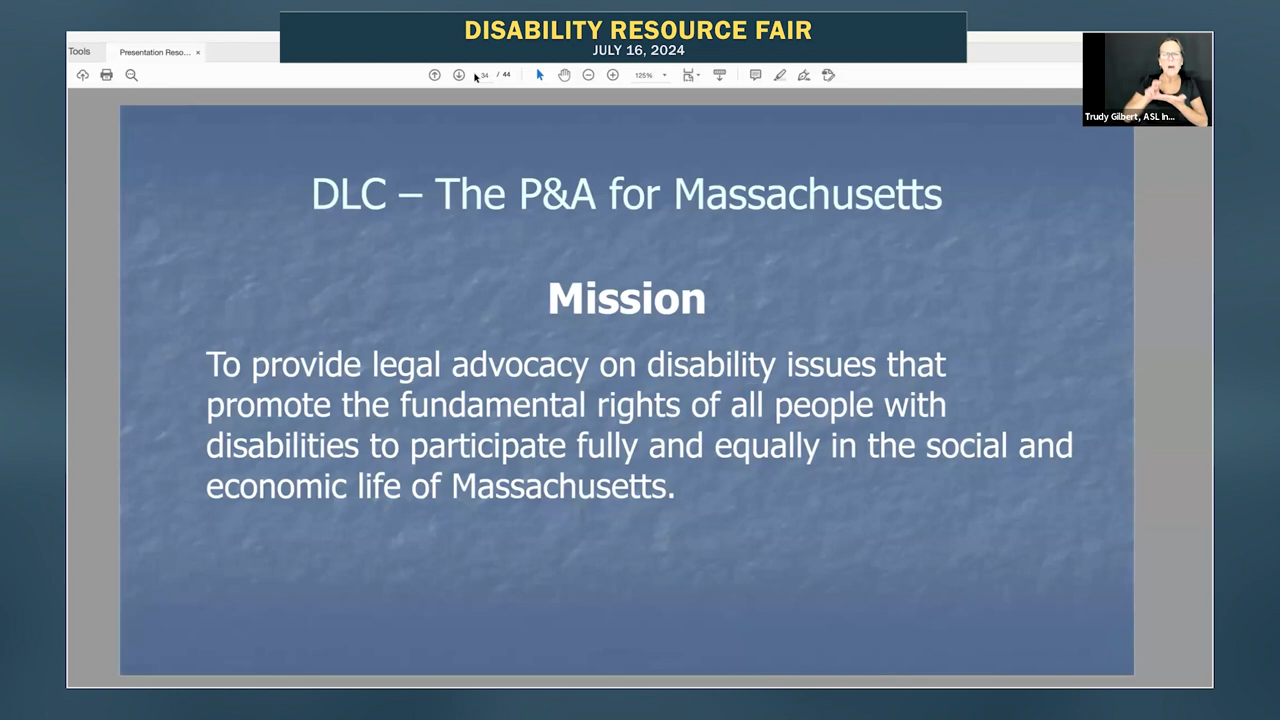 DISABILITY RESOURCE FAIR
JULY 16, 2024
Tools
Presentation Reso... ×
34 / 44
125%
Trudy Gilbert, ASL In...
DLC – The P&A for Massachusetts
Mission
To provide legal advocacy on disability issues that
promote the fundamental rights of all people with
disabilities to participate fully and equally in the social and
economic life of Massachusetts.